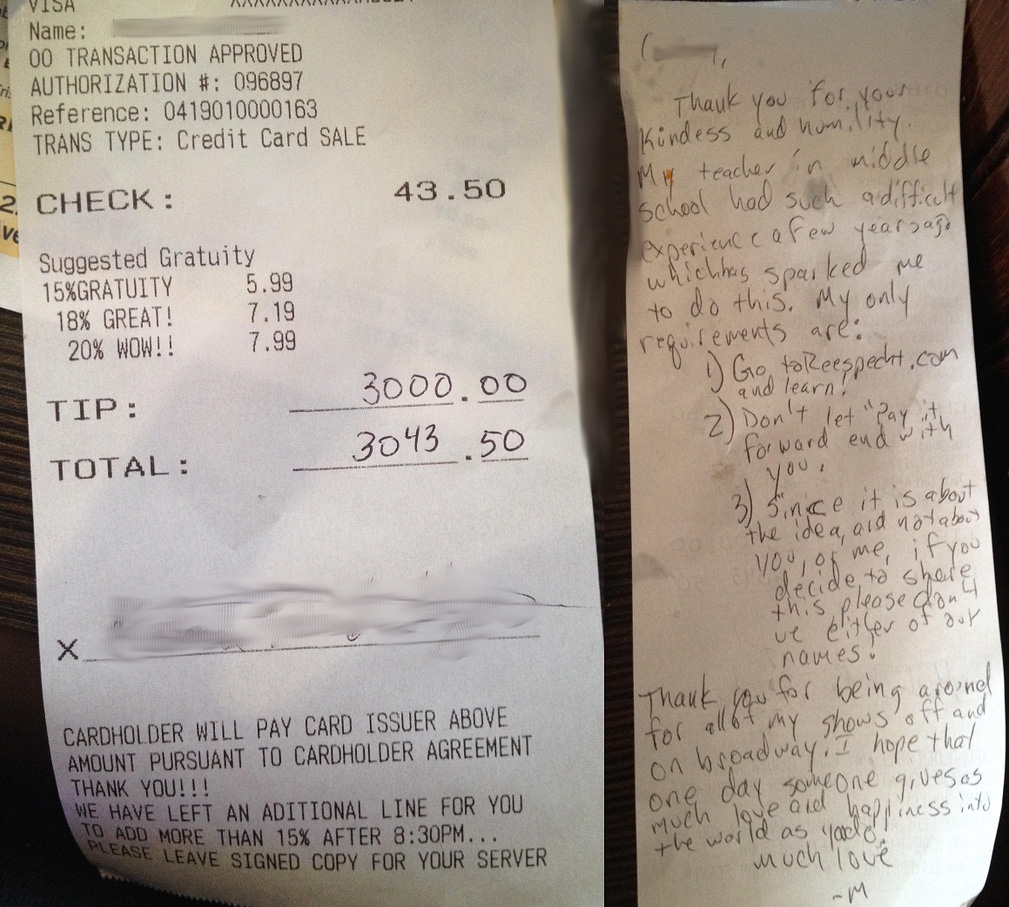 VISA
Name:
00 TRANSACTION APPROVED
AUTHORIZATION #: 096897
Reference: 0419010000163
TRANS TYPE: Credit Card SALE
CHECK: 43.50
Suggested Gratuity
15%GRATUITY 5.99
18% GREAT! 7.19
20% WOW!! 7.99
TIP: 3000.00
TOTAL: 3043.50
X
CARDHOLDER WILL PAY CARD ISSUER ABOVE
AMOUNT PURSUANT TO CARDHOLDER AGREEMENT
THANK YOU!!!
WE HAVE LEFT AN ADITIONAL LINE FOR YOU
TO ADD MORE THAN 15% AFTER 8:30PM...
PLEASE LEAVE SIGNED COPY FOR YOUR SERVER
Thank you for your
Kindess and humility.
My teacher in middle
school had such a difficult
experience a few years ago
which has sparked me
to do this. My only
requirements are:
1) Go to Reespecht.com
and learn!
2) Don't let "Pay it
forward end with
you.
3) Since it is about
the idea, and not about
you, or me, if you
decide to share
this please don't
use either of our
names!
Thank you for being around
for all of my shows off and
on broadway. I hope that
one day someone gives as
much love and happiness into
the world as you do!
much love
-M